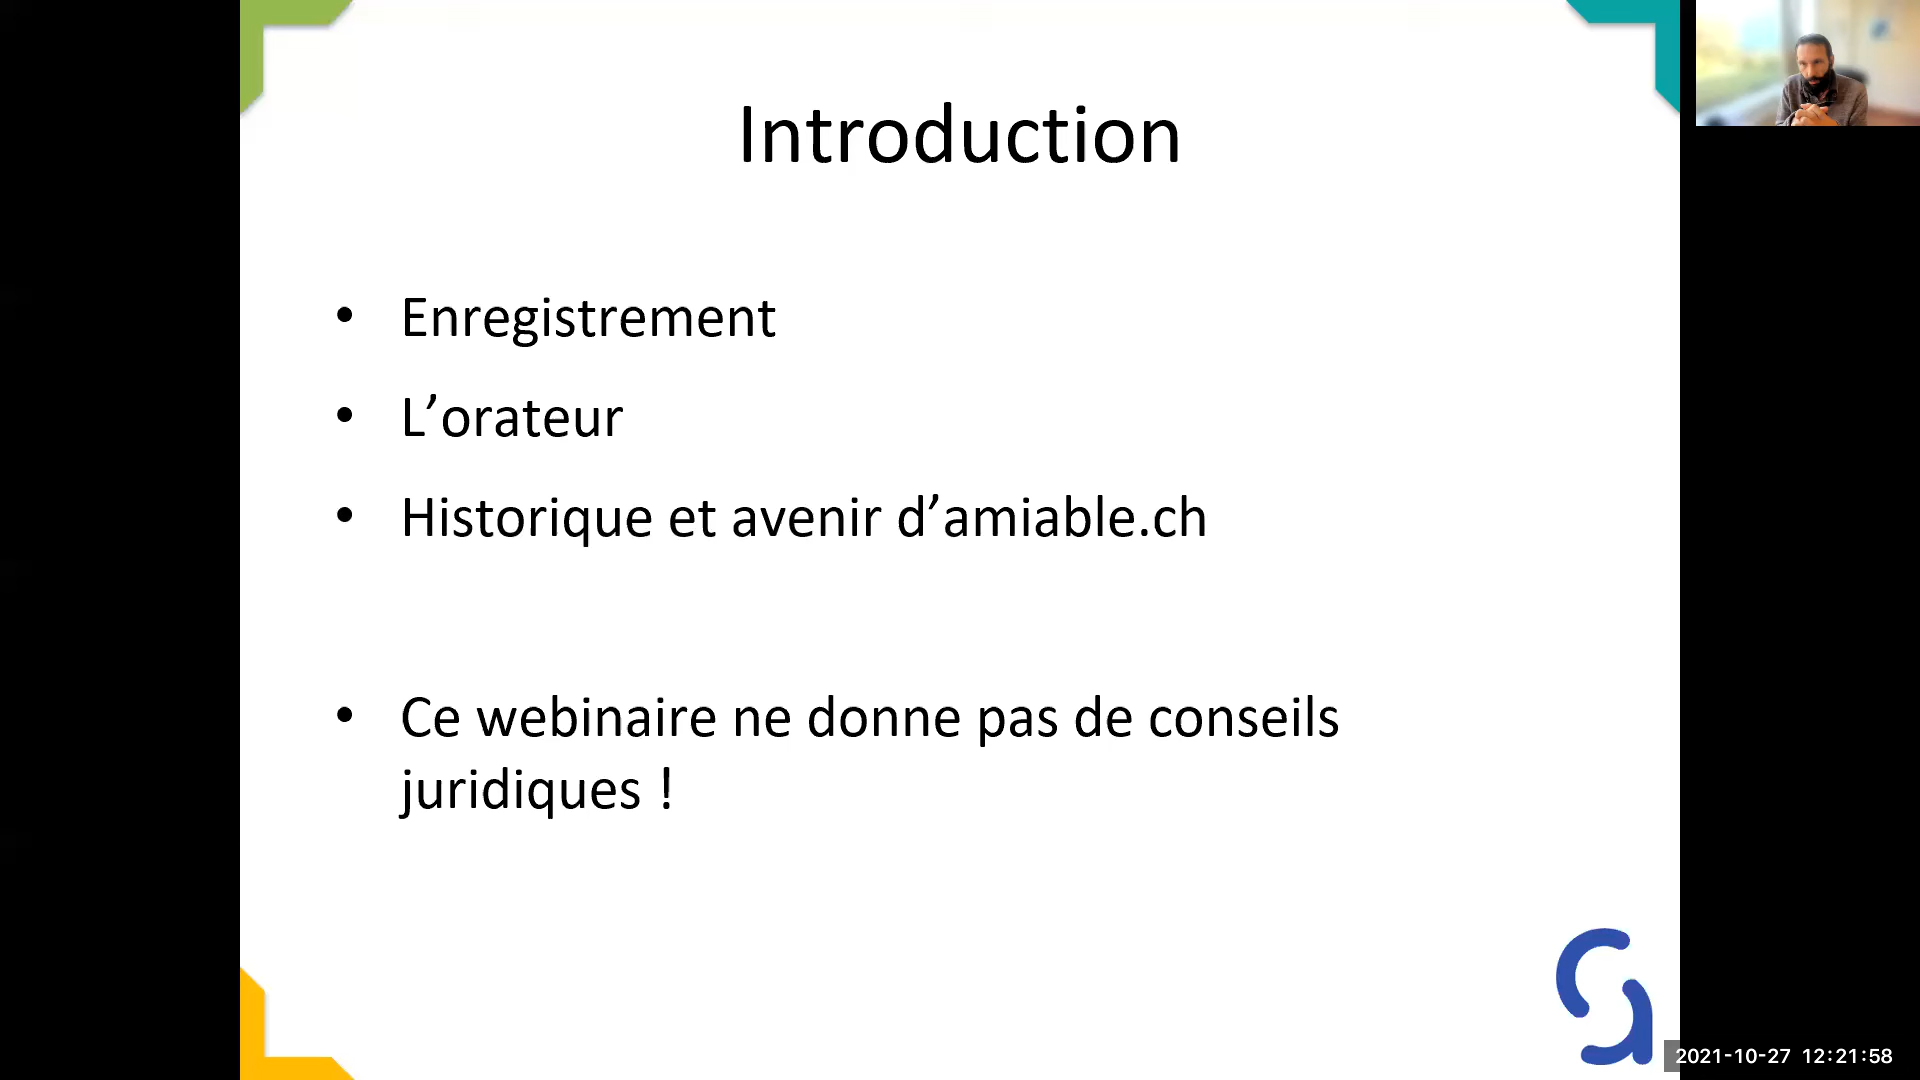 Introduction
• Enregistrement
• L’orateur
• Historique et avenir d’amiable.ch
• Ce webinaire ne donne pas de conseils
juridiques !
2021-10-27 12:21:58